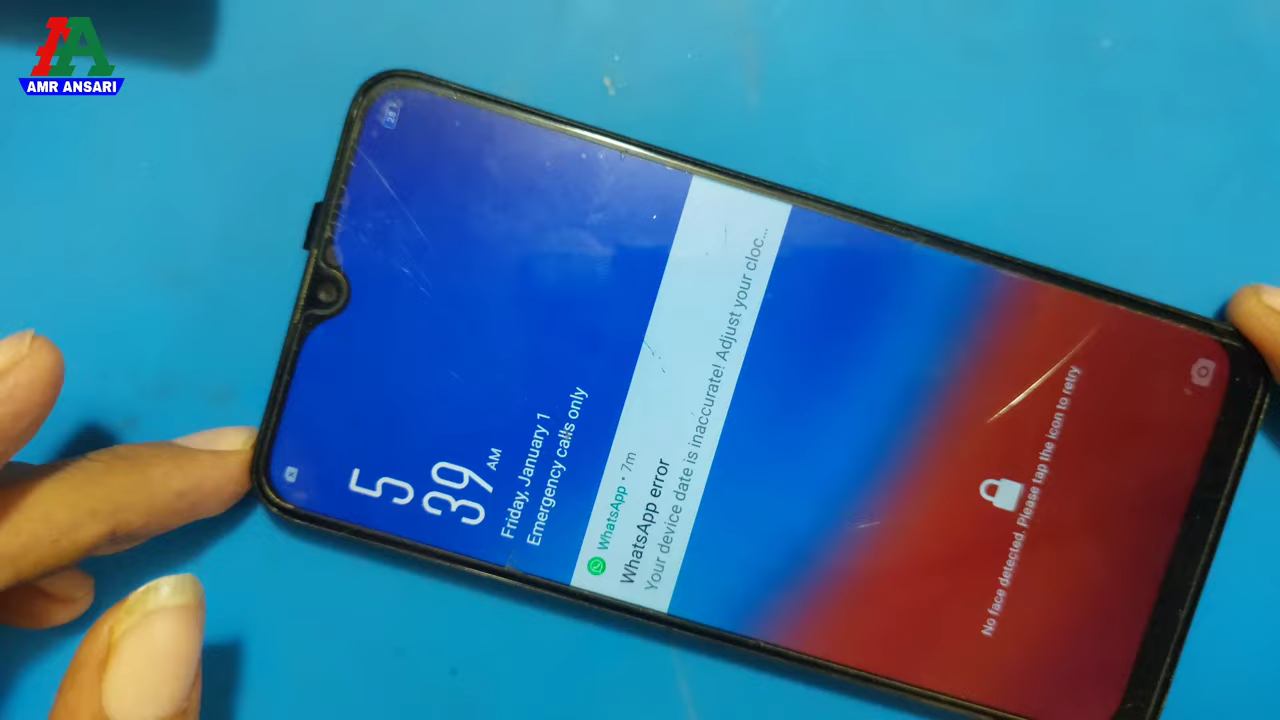 AA
AMR ANSARI
5
39 AM
Friday, January 1
Emergency calls only
WhatsApp • 7m
WhatsApp error
Your device date is inaccurate! Adjust your cloc...
No face detected. Please tap the icon to retry